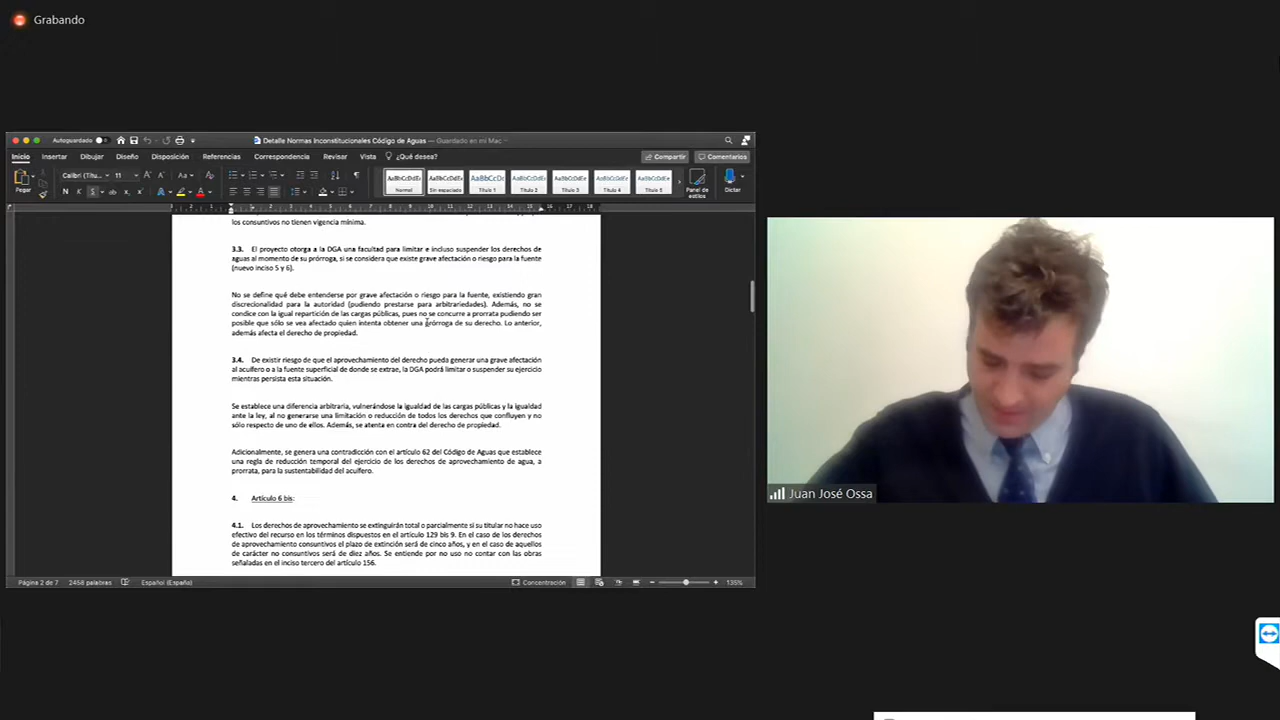 Grabando
Autoguardado
Detalle Normas Inconstitucionales Código de Aguas — Guardado en mi Mac
Inicio Insertar Dibujar Diseño Disposición Referencias Correspondencia Revisar Vista ¿Qué desea? Compartir Comentarios
Calibri (Títu... 11
Pegar
AaBbCcDdEe AaBbCcDdEe AaBbCcDc AaBbCcDdEe AaBbCcDdEe AaBbCcDdEe AaBbCcDdEe
Normal Sin espaciado Título 1 Título 2 Título 3 Título 4 Título 5 Panel de estilos Dictar
los consuntivos no tienen vigencia mínima.
3.3. El proyecto otorga a la DGA una facultad para limitar e incluso suspender los derechos de
aguas al momento de su prórroga, si se considera que existe grave afectación o riesgo para la fuente
(nuevo inciso 5 y 6).
No se define qué debe entenderse por grave afectación o riesgo para la fuente, existiendo gran
discrecionalidad para la autoridad (pudiendo prestarse para arbitrariedades). Además, no se
condice con la igual repartición de las cargas públicas, pues no se concurre a prorrata pudiendo ser
posible que sólo se vea afectado quien intenta obtener una prórroga de su derecho. Lo anterior,
además afecta el derecho de propiedad.
3.4. De existir riesgo de que el aprovechamiento del derecho pueda generar una grave afectación
al acuífero o a la fuente superficial de donde se extrae, la DGA podrá limitar o suspender su ejercicio
mientras persista esta situación.
Se establece una diferencia arbitraria, vulnerándose la igualdad de las cargas públicas y la igualdad
ante la ley, al no generarse una limitación o reducción de todos los derechos que confluyen y no
sólo respecto de uno de ellos. Además, se atenta en contra del derecho de propiedad.
Adicionalmente, se genera una contradicción con el artículo 62 del Código de Aguas que establece
una regla de reducción temporal del ejercicio de los derechos de aprovechamiento de agua, a
prorrata, para la sustentabilidad del acuífero.
4. Artículo 6 bis:
4.1. Los derechos de aprovechamiento se extinguirán total o parcialmente si su titular no hace uso
efectivo del recurso en los términos dispuestos en el artículo 129 bis 9. En el caso de los derechos
de aprovechamiento consuntivos el plazo de extinción será de cinco años, y en el caso de aquellos
de carácter no consuntivos será de diez años. Se entiende por no uso no contar con las obras
señaladas en el inciso tercero del artículo 156.
Página 2 de 7 2458 palabras Español (España) Concentración 135%
Juan José Ossa